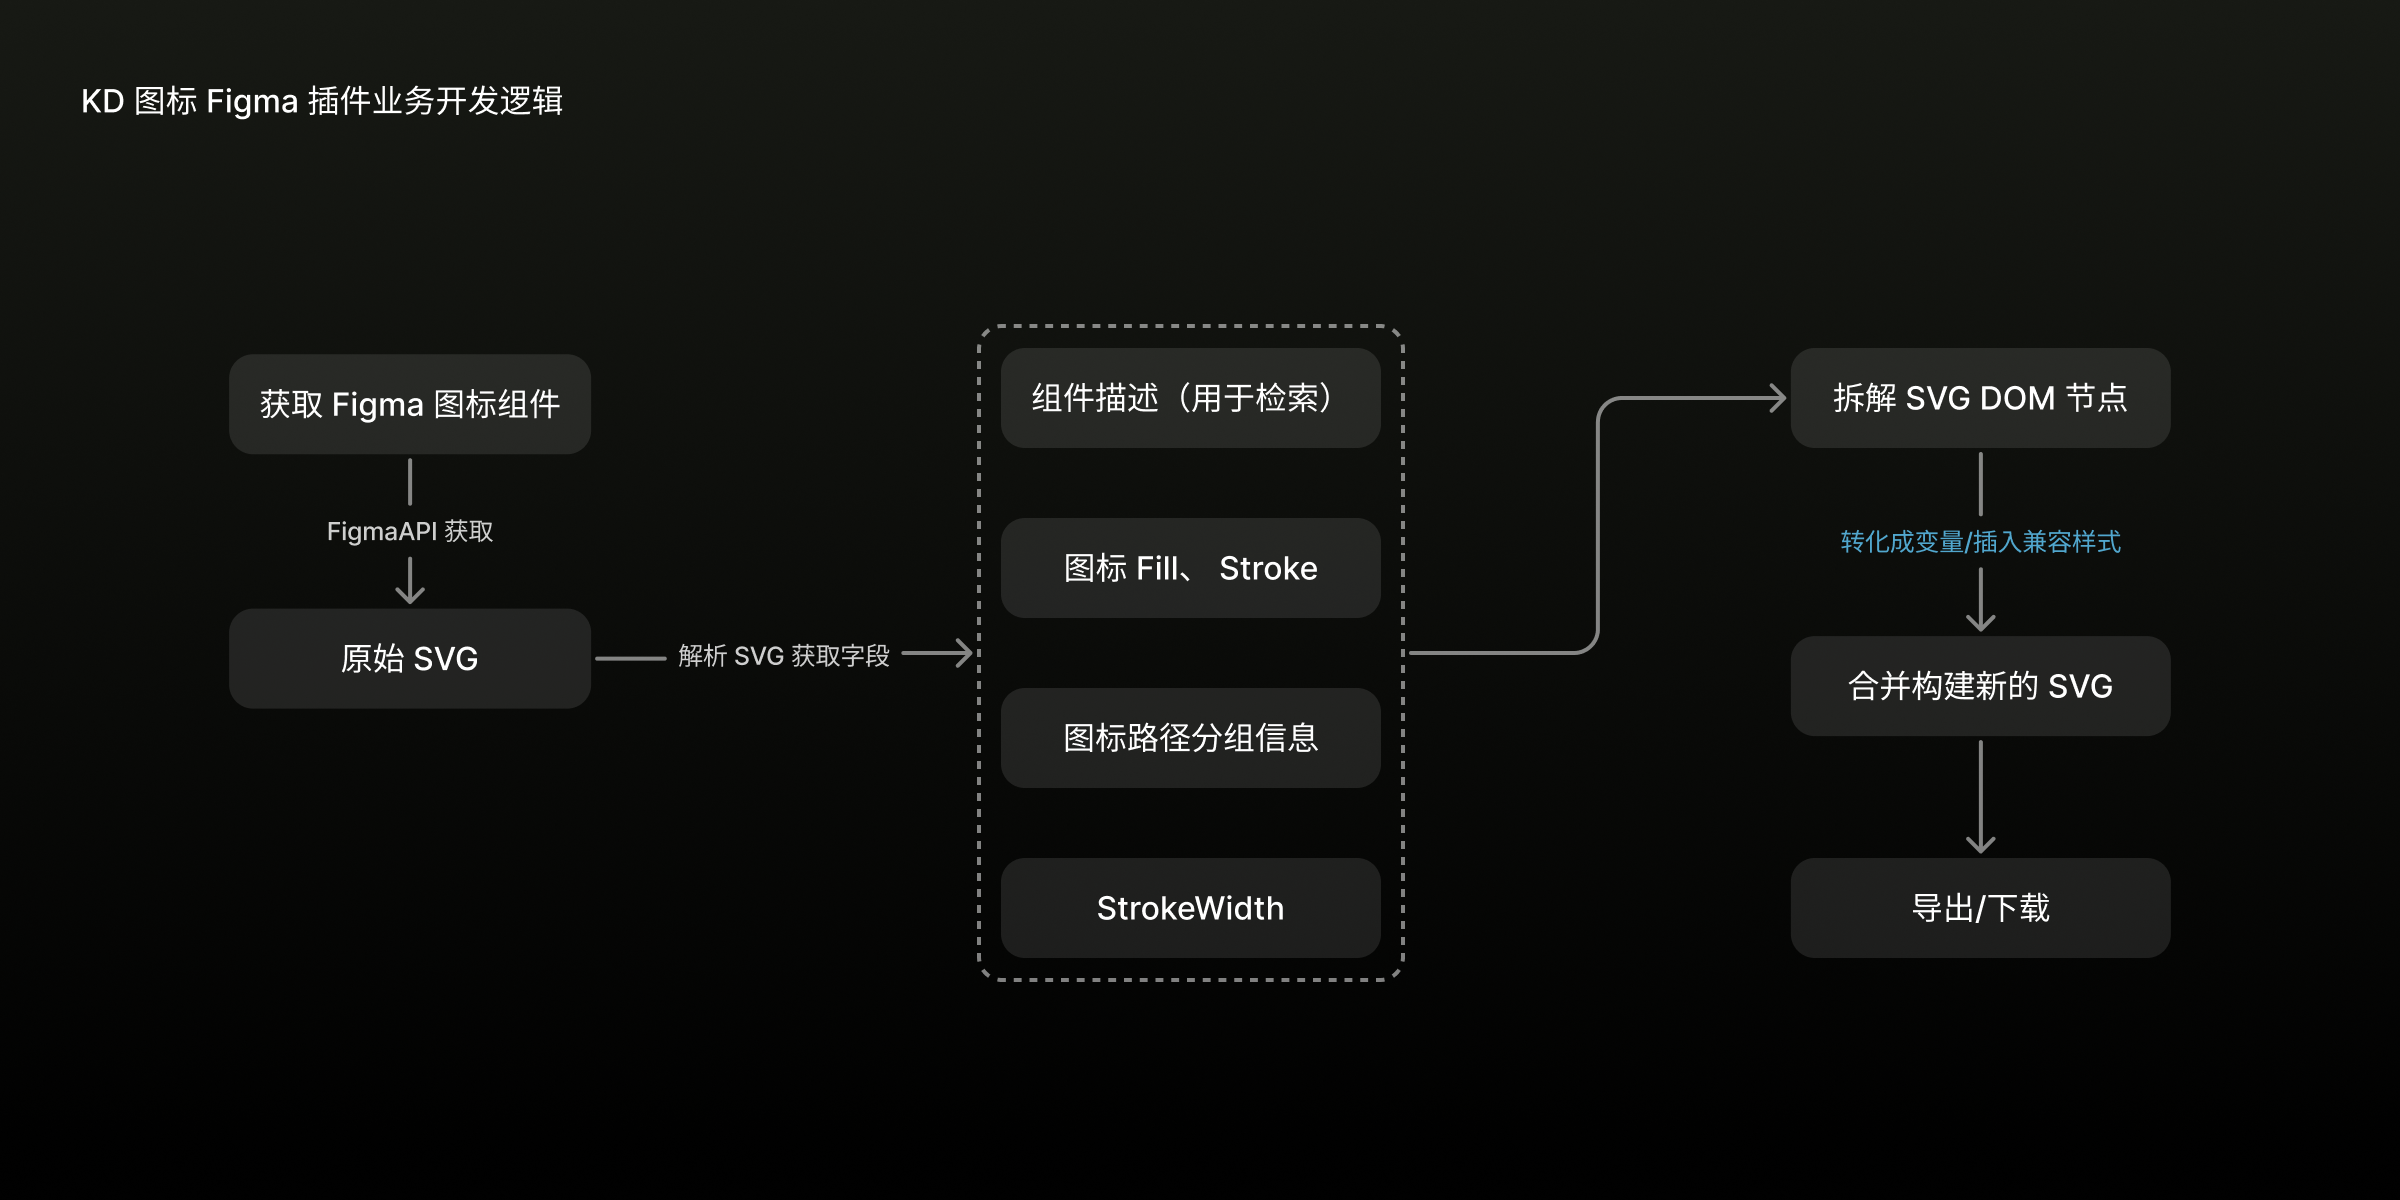 KD 图标 Figma 插件业务开发逻辑
获取 Figma 图标组件
FigmaAPI 获取
原始 SVG
解析 SVG 获取字段
组件描述（用于检索）
图标 Fill、 Stroke
图标路径分组信息
StrokeWidth
拆解 SVG DOM 节点
转化成变量/插入兼容样式
合并构建新的 SVG
导出/下载